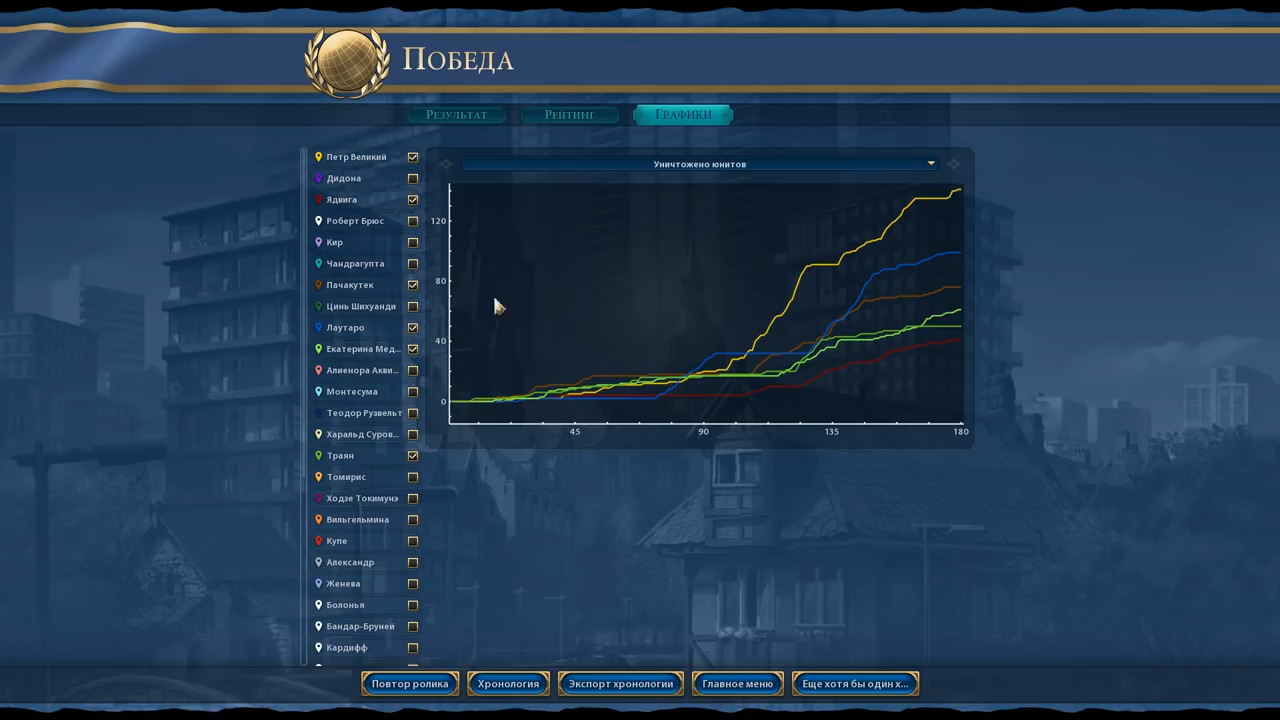 Победа
Результат
Рейтинг
Графики
Петр Великий
Дидона
Ядвига
Роберт Брюс
Кир
Чандрагупта
Пачакутек
Цинь Шихуанди
Лаутаро
Екатерина Мед...
Алиенора Акви...
Монтесума
Теодор Рузвельт
Харальд Суров...
Траян
Томирис
Ходзе Токимунэ
Вильгельмина
Купе
Александр
Женева
Болонья
Бандар-Бруней
Кардифф
Уничтожено юнитов
120
80
40
0
45
90
135
180
Повтор ролика
Хронология
Экспорт хронологии
Главное меню
Еще хотя бы один х...